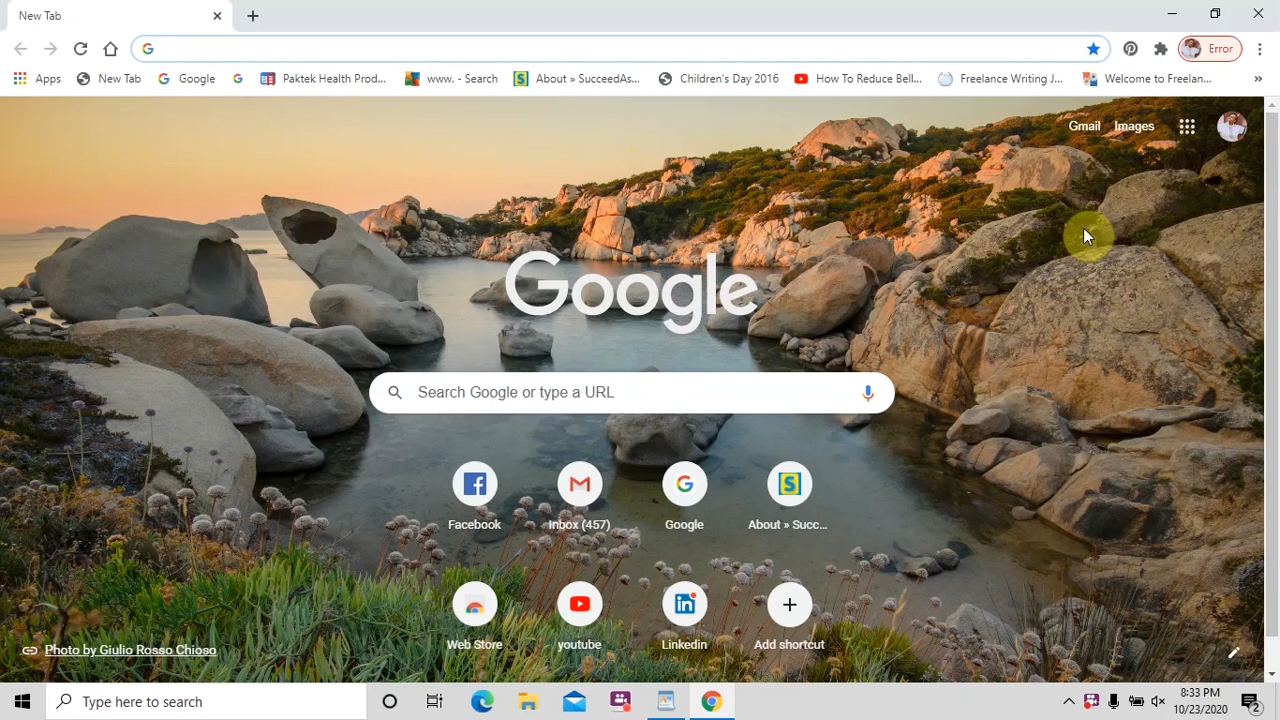 New Tab
Error
Apps
New Tab
Google
Paktek Health Prod...
www. - Search
About » SucceedAs...
Children's Day 2016
How To Reduce Bell...
Freelance Writing J...
Welcome to Freelan...
»
Gmail
Images
Google
Search Google or type a URL
Facebook
Inbox (457)
Google
About » Succ...
Web Store
youtube
Linkedin
Add shortcut
Photo by Giulio Rosso Chioso
Type here to search
8:33 PM
10/23/2020
2